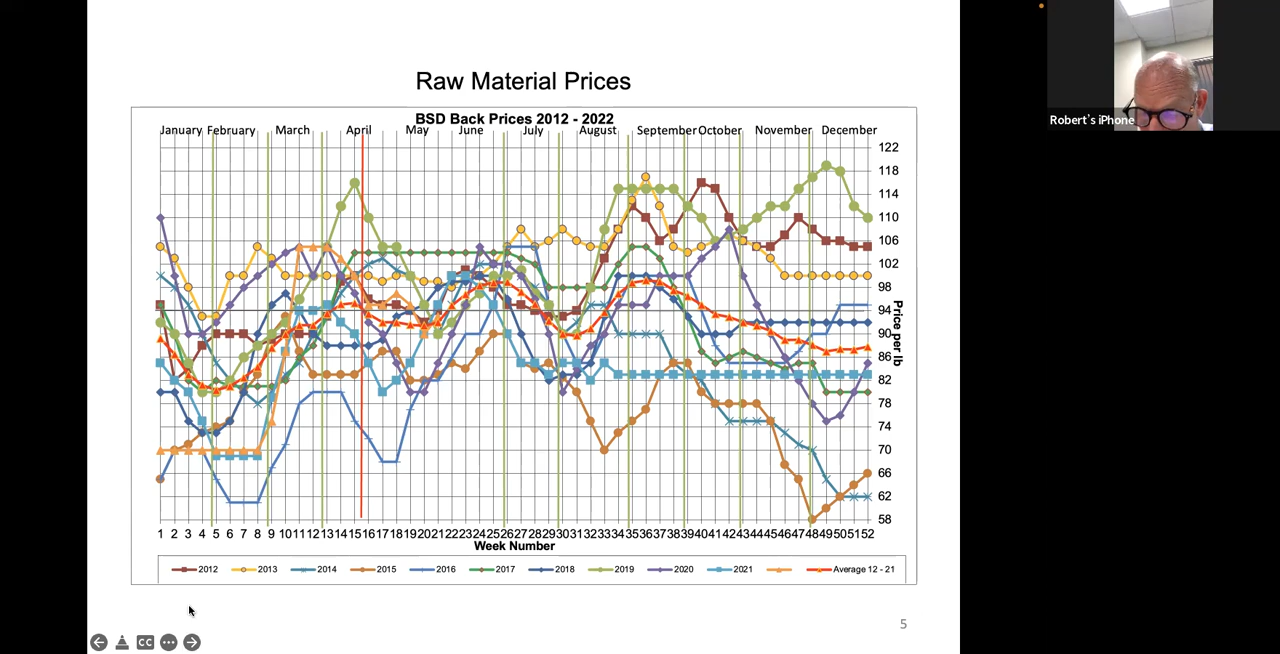 Raw Material Prices
BSD Back Prices 2012 - 2022
January February March April May June July August September October November December
122
118
114
110
106
102
98
94
90
86
82
78
74
70
66
62
58
Price per lb
1 2 3 4 5 6 7 8 9 10 11 12 13 14 15 16 17 18 19 20 21 22 23 24 25 26 27 28 29 30 31 32 33 34 35 36 37 38 39 40 41 42 43 44 45 46 47 48 49 50 51 52
Week Number
2012 2013 2014 2015 2016 2017 2018 2019 2020 2021 Average 12 - 21
5
CC
Robert's iPhone